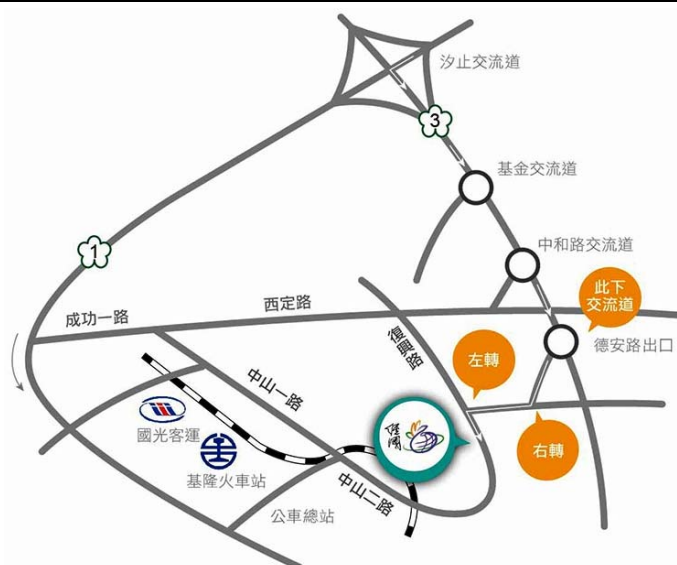 汐止交流道
3
基金交流道
中和路交流道
此下
交流道
1
西定路
成功一路
復興路
左轉
德安路出口
中山一路
右轉
國光客運
基隆火車站
中山二路
公車總站